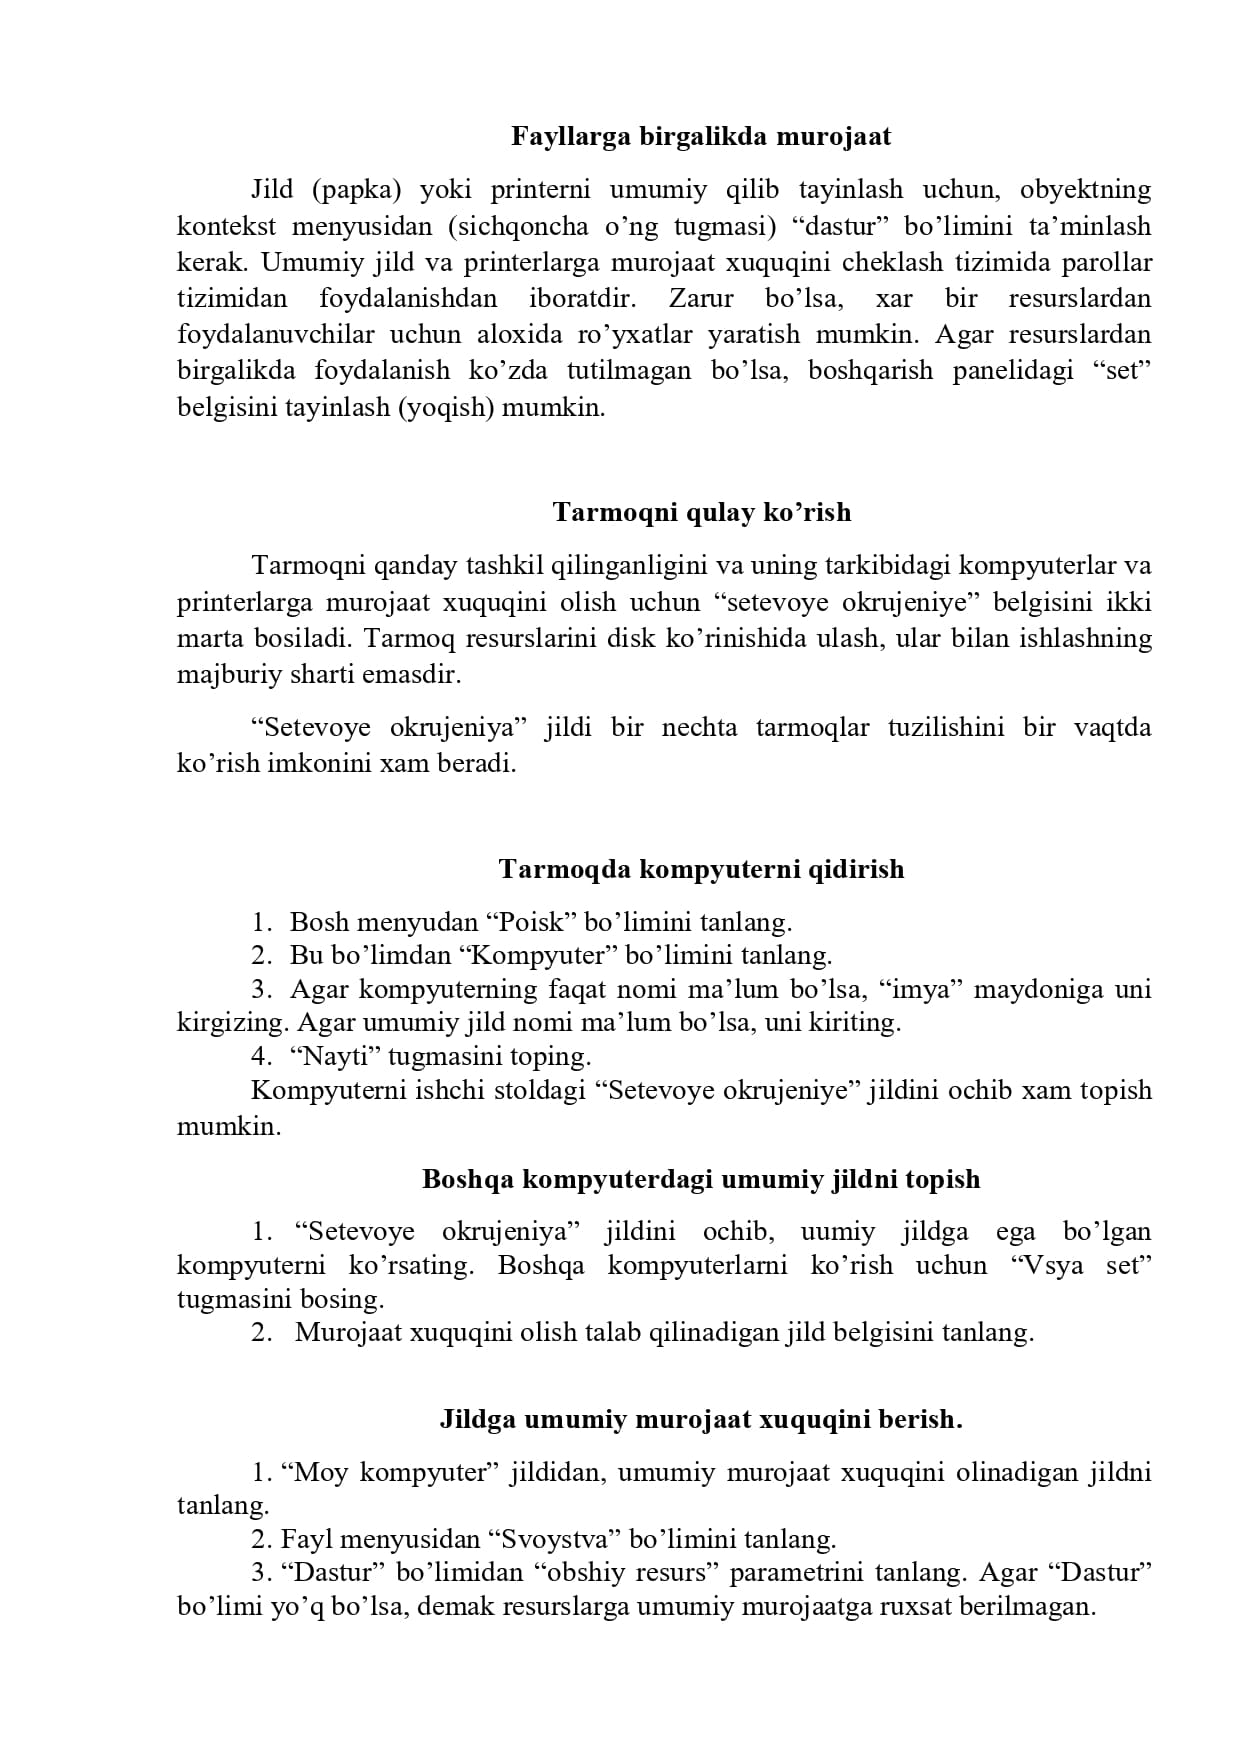 Fayllarga birgalikda murojaat
Jild (papka) yoki printerni umumiy qilib tayinlash uchun, obyektning
kontekst menyusidan (sichqoncha o’ng tugmasi) “dastur” bo’limini ta’minlash
kerak. Umumiy jild va printerlarga murojaat xuquqini cheklash tizimida parollar
tizimidan foydalanishdan iboratdir. Zarur bo’lsa, xar bir resurslardan
foydalanuvchilar uchun aloxida ro’yxatlar yaratish mumkin. Agar resurslardan
birgalikda foydalanish ko’zda tutilmagan bo’lsa, boshqarish panelidagi “set”
belgisini tayinlash (yoqish) mumkin.
Tarmoqni qulay ko’rish
Tarmoqni qanday tashkil qilinganligini va uning tarkibidagi kompyuterlar va
printerlarga murojaat xuquqini olish uchun “setevoye okrujeniye” belgisini ikki
marta bosiladi. Tarmoq resurslarini disk ko’rinishida ulash, ular bilan ishlashning
majburiy sharti emasdir.
“Setevoye okrujeniya” jildi bir nechta tarmoqlar tuzilishini bir vaqtda
ko’rish imkonini xam beradi.
Tarmoqda kompyuterni qidirish
1. Bosh menyudan “Poisk” bo’limini tanlang.
2. Bu bo’limdan “Kompyuter” bo’limini tanlang.
3. Agar kompyuterning faqat nomi ma’lum bo’lsa, “imya” maydoniga uni
kirgizing. Agar umumiy jild nomi ma’lum bo’lsa, uni kiriting.
4. “Nayti” tugmasini toping.
Kompyuterni ishchi stoldagi “Setevoye okrujeniye” jildini ochib xam topish
mumkin.
Boshqa kompyuterdagi umumiy jildni topish
1. “Setevoye okrujeniya” jildini ochib, uumiy jildga ega bo’lgan
kompyuterni ko’rsating. Boshqa kompyuterlarni ko’rish uchun “Vsya set”
tugmasini bosing.
2. Murojaat xuquqini olish talab qilinadigan jild belgisini tanlang.
Jildga umumiy murojaat xuquqini berish.
1. “Moy kompyuter” jildidan, umumiy murojaat xuquqini olinadigan jildni
tanlang.
2. Fayl menyusidan “Svoystva” bo’limini tanlang.
3. “Dastur” bo’limidan “obshiy resurs” parametrini tanlang. Agar “Dastur”
bo’limi yo’q bo’lsa, demak resurslarga umumiy murojaatga ruxsat berilmagan.